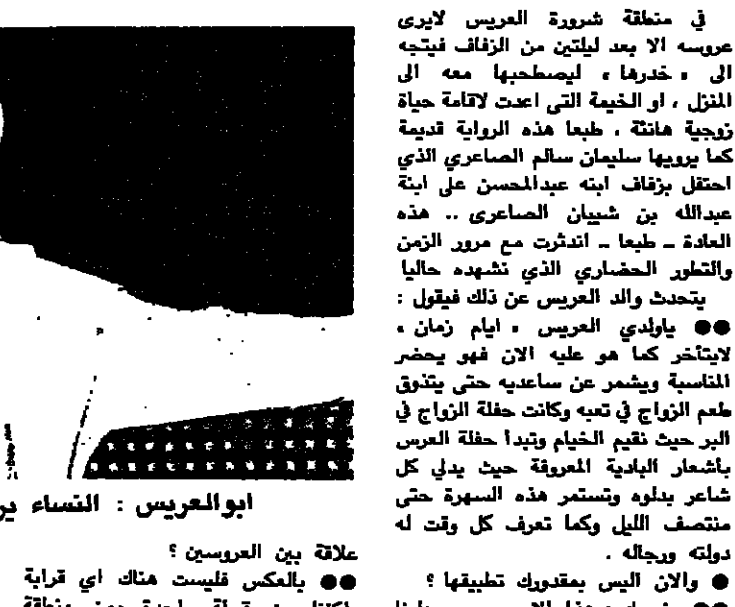 في منطقة شرورة العريس لايرى
عروسه الا بعد ليلتين من الزفاف فيتجه
الى « خدرها » ليصطحبها معه الى
المنزل ، او الخيمة التي اعدت لاقامة حياة
زوجية هانئة . طبعا هذه الرواية قديمة
كما يرويها سليمان سالم الصاعري الذي
احتفل بزفاف ابنه عبدالمحسن على ابنة
عبدالله بن شبيان الصاعري .. هذه
العادة ـ طبعا ـ اندثرت مع مرور الزمن
والتطور الحضاري الذي نشهده حاليا
يتحدث والد العريس عن ذلك فيقول :
●● ياولدي العريس « ايام زمان »
لايتأخر كما هو عليه الان فهو يحضر
المناسبة ويشمر عن ساعديه حتى يتذوق
طعم الزواج في تعبه وكانت حفلة الزواج في
البر حيث نقيم الخيام وتبدأ حفلة العرس
بأشعار البادية المعروفة حيث يدلي كل
شاعر بدلوه وتستمر هذه السهرة حتى
منتصف الليل وكما تعرف كل وقت له
دولته ورجاله .
● والان اليس بمقدورك تطبيقها ؟
ابو العريس : النساء
علاقة بين العروسين ؟
●● بالعكس فليست هناك اي قرابة